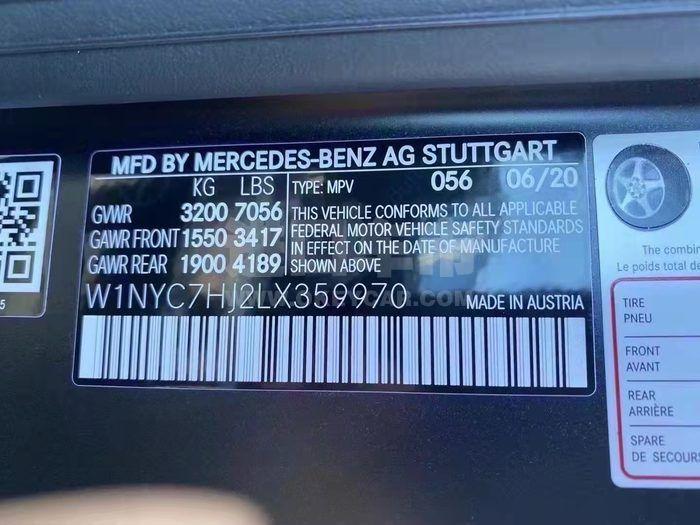 MFD BY MERCEDES-BENZ AG STUTTGART
KG LBS
GVWR 3200 7056
GAWR FRONT 1550 3417
GAWR REAR 1900 4189
TYPE: MPV 056 06/20
THIS VEHICLE CONFORMS TO ALL APPLICABLE
FEDERAL MOTOR VEHICLE SAFETY STANDARDS
IN EFFECT ON THE DATE OF MANUFACTURE
SHOWN ABOVE
W1NYC7HJ2LX359970
MADE IN AUSTRIA
5
The combin
Le poids total de
TIRE
PNEU
FRONT
AVANT
REAR
ARRIÈRE
SPARE
DE SECOURS